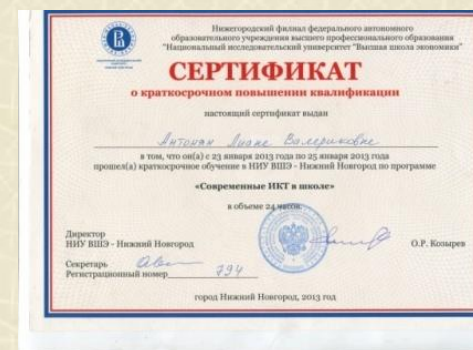 Нижегородский филиал федерального автономного
образовательного учреждения высшего профессионального образования
"Национальный исследовательский университет "Высшая школа экономики"
СЕРТИФИКАТ
о краткосрочном повышении квалификации
настоящий сертификат выдан
Антонян Лиане Валериковне
в том, что он(а) с 23 января 2013 года по 25 января 2013 года
прошел(а) краткосрочное обучение в НИУ ВШЭ - Нижний Новгород по программе
«Современные ИКТ в школе»
в объеме 24 часов.
Директор
НИУ ВШЭ - Нижний Новгород
О.Р. Козырев
Секретарь
Регистрационный номер 794
город Нижний Новгород, 2013 год